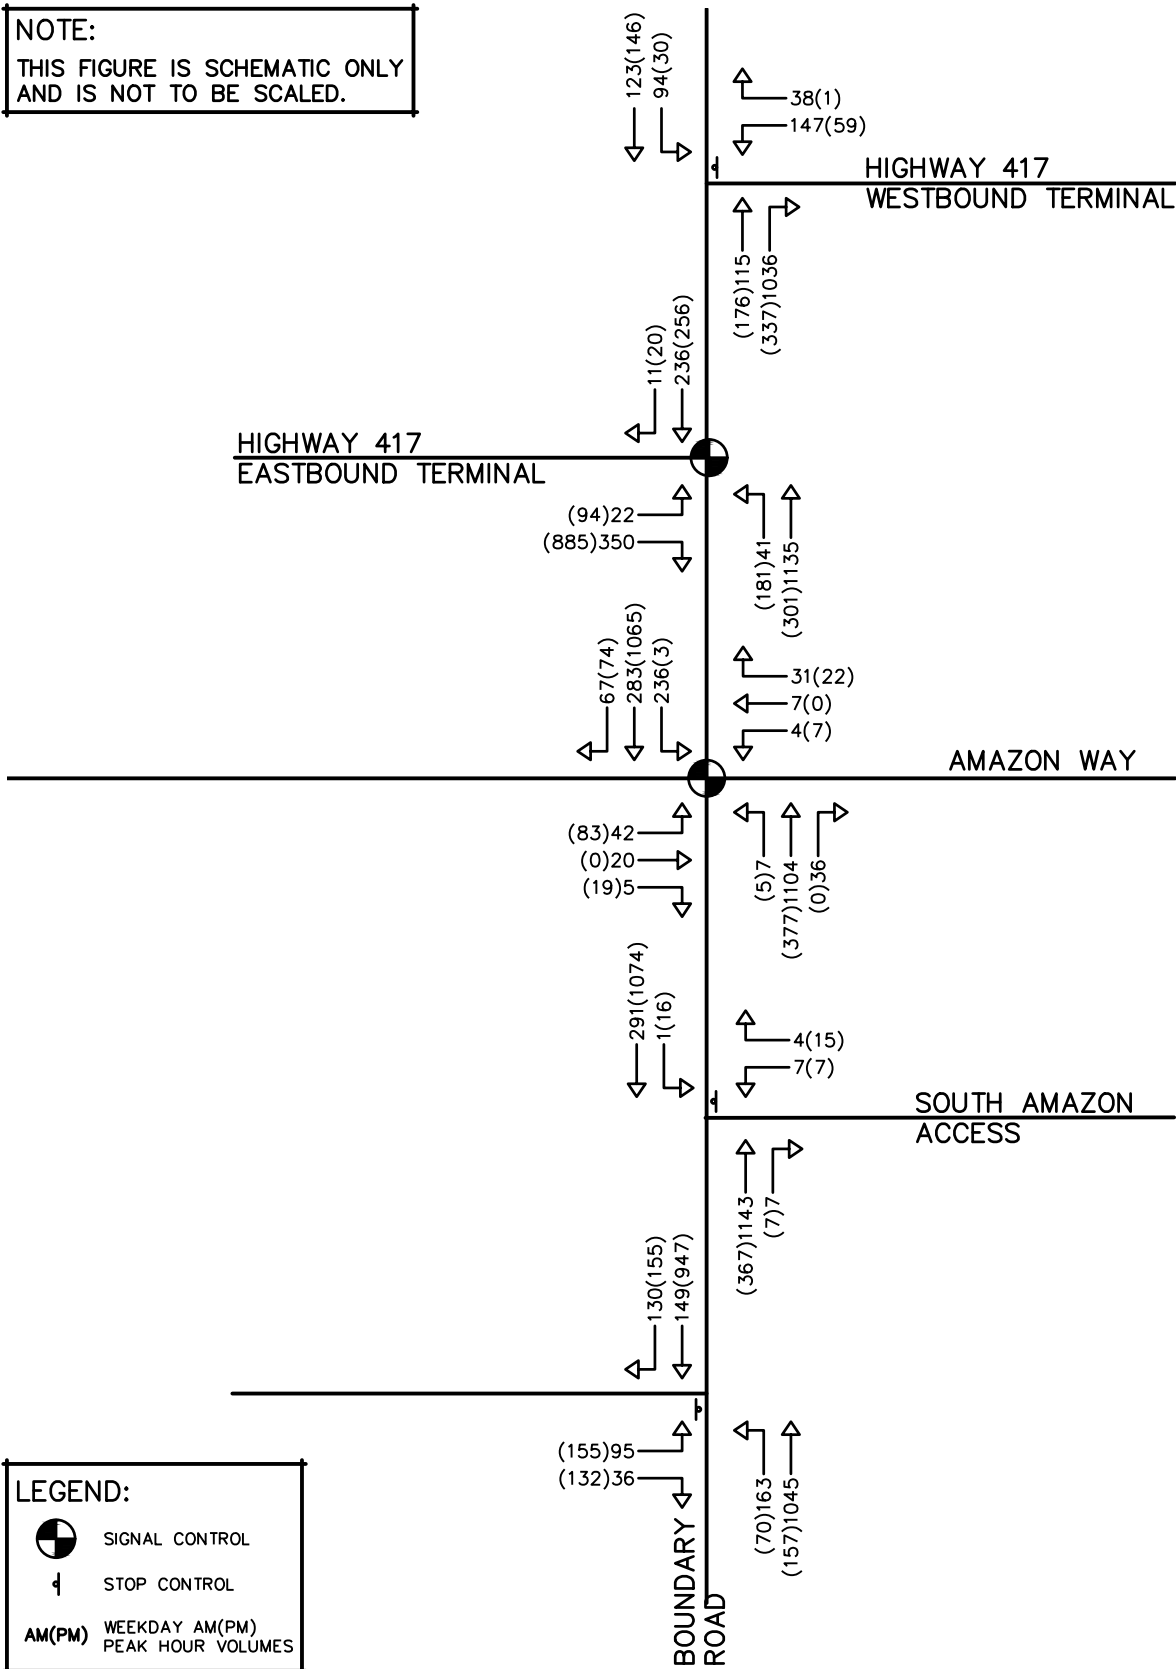 NOTE:
THIS FIGURE IS SCHEMATIC ONLY
AND IS NOT TO BE SCALED.
123(146)
94(30)
38(1)
147(59)
HIGHWAY 417
WESTBOUND TERMINAL
(176)115
(337)1036
11(20)
236(256)
HIGHWAY 417
EASTBOUND TERMINAL
(94)22
(885)350
(181)41
(301)1135
67(74)
283(1065)
236(3)
31(22)
7(0)
4(7)
AMAZON WAY
(83)42
(0)20
(19)5
(5)7
(377)1104
(0)36
291(1074)
1(16)
4(15)
7(7)
SOUTH AMAZON
ACCESS
(367)1143
(7)7
130(155)
149(947)
(155)95
(132)36
(70)163
(157)1045
BOUNDARY
ROAD
LEGEND:
SIGNAL CONTROL
STOP CONTROL
AM(PM) WEEKDAY AM(PM)
PEAK HOUR VOLUMES